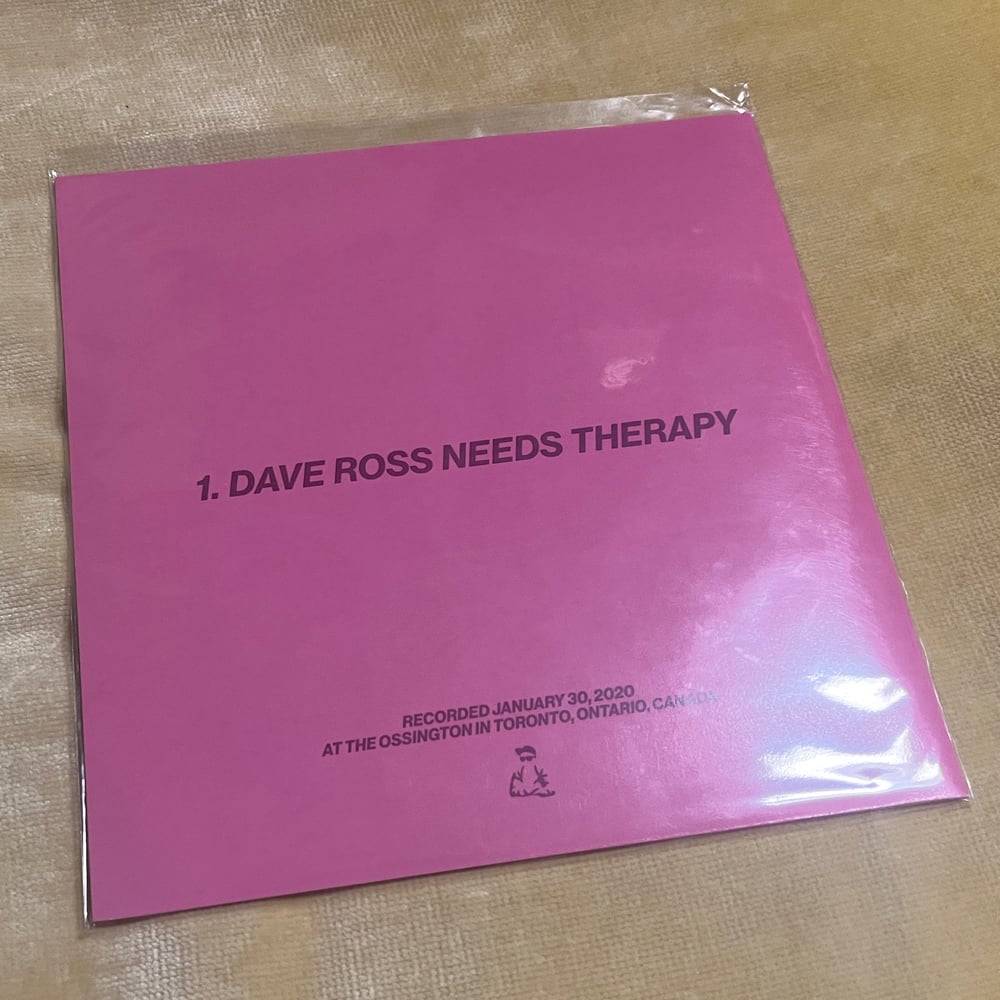 1. DAVE ROSS NEEDS THERAPY
RECORDED JANUARY 30, 2020
AT THE OSSINGTON IN TORONTO, ONTARIO, CANADA